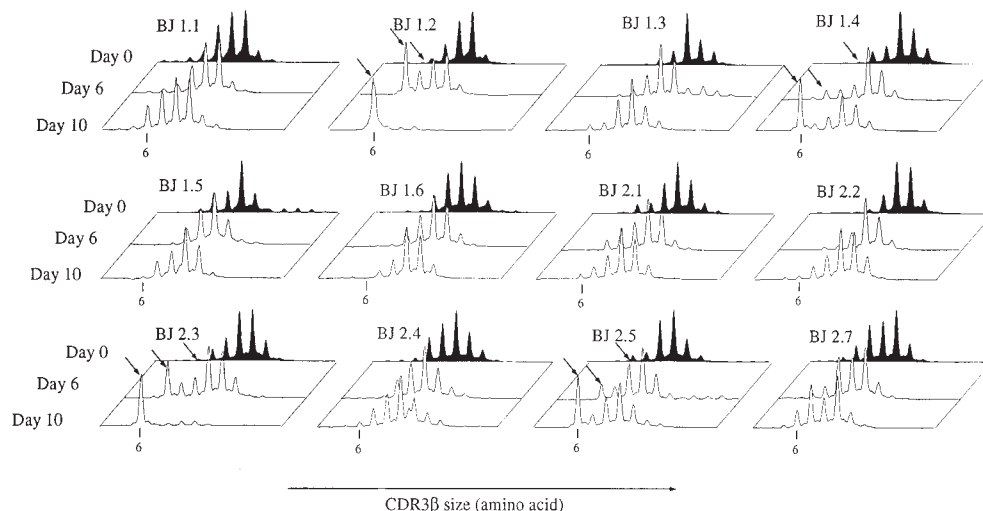 BJ 1.1 BJ 1.2 BJ 1.3 BJ 1.4
Day 0
Day 6
Day 10
6 6 6 6
BJ 1.5 BJ 1.6 BJ 2.1 BJ 2.2
Day 0
Day 6
Day 10
6 6 6 6
BJ 2.3 BJ 2.4 BJ 2.5 BJ 2.7
Day 0
Day 6
Day 10
6 6 6 6
CDR3β size (amino acid)